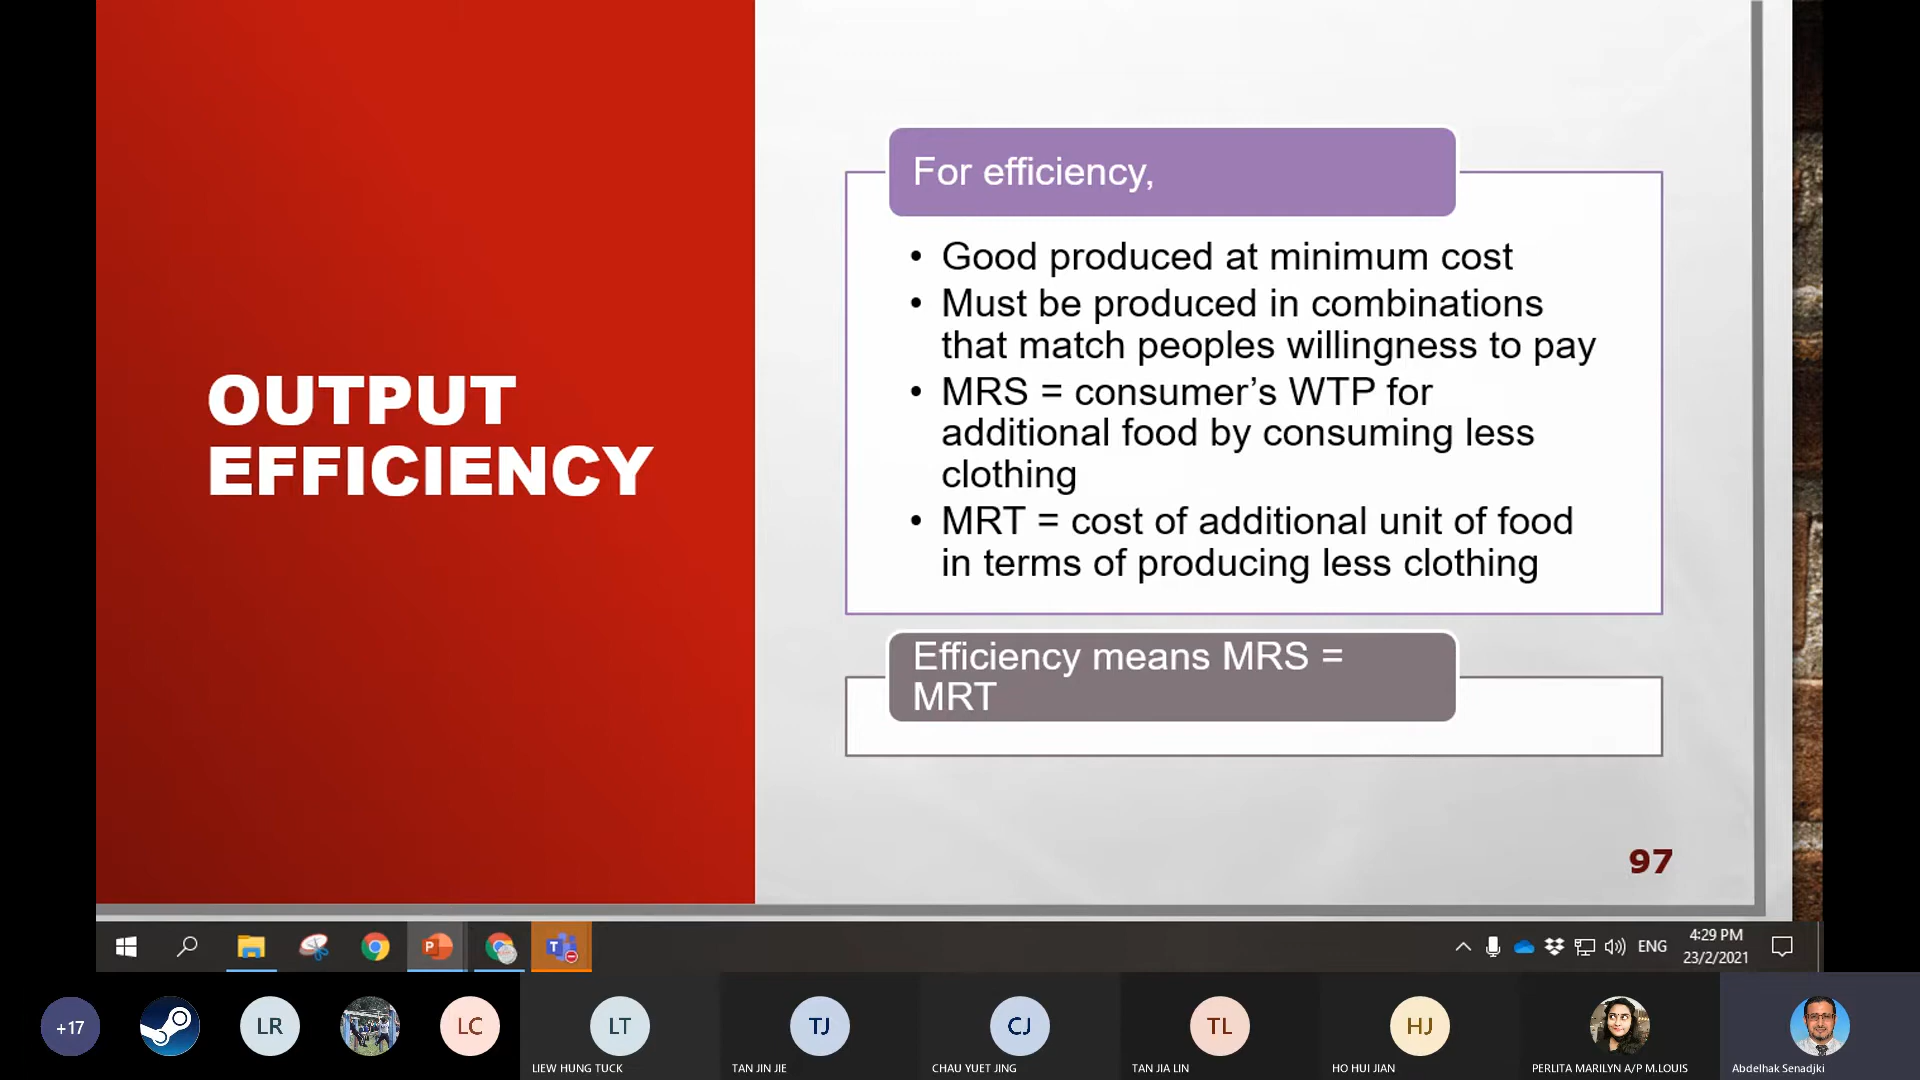 OUTPUT
EFFICIENCY
For efficiency,
• Good produced at minimum cost
• Must be produced in combinations
that match peoples willingness to pay
• MRS = consumer’s WTP for
additional food by consuming less
clothing
• MRT = cost of additional unit of food
in terms of producing less clothing
Efficiency means MRS =
MRT
97
ENG
4:29 PM
23/2/2021
+17
LR
LC
LT
LIEW HUNG TUCK
TJ
TAN JIN JIE
CJ
CHAU YUET JING
TL
TAN JIA LIN
HJ
HO HUI JIAN
PERLITA MARILYN A/P M.LOUIS
Abdelhak Senadjki